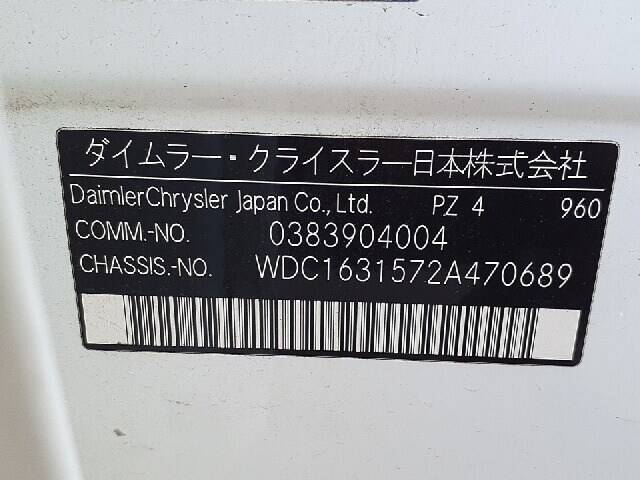 ダイムラー・クライスラー日本株式会社
DaimlerChrysler Japan Co., Ltd. PZ 4 960
COMM.-NO. 0383904004
CHASSIS.-NO. WDC1631572A470689